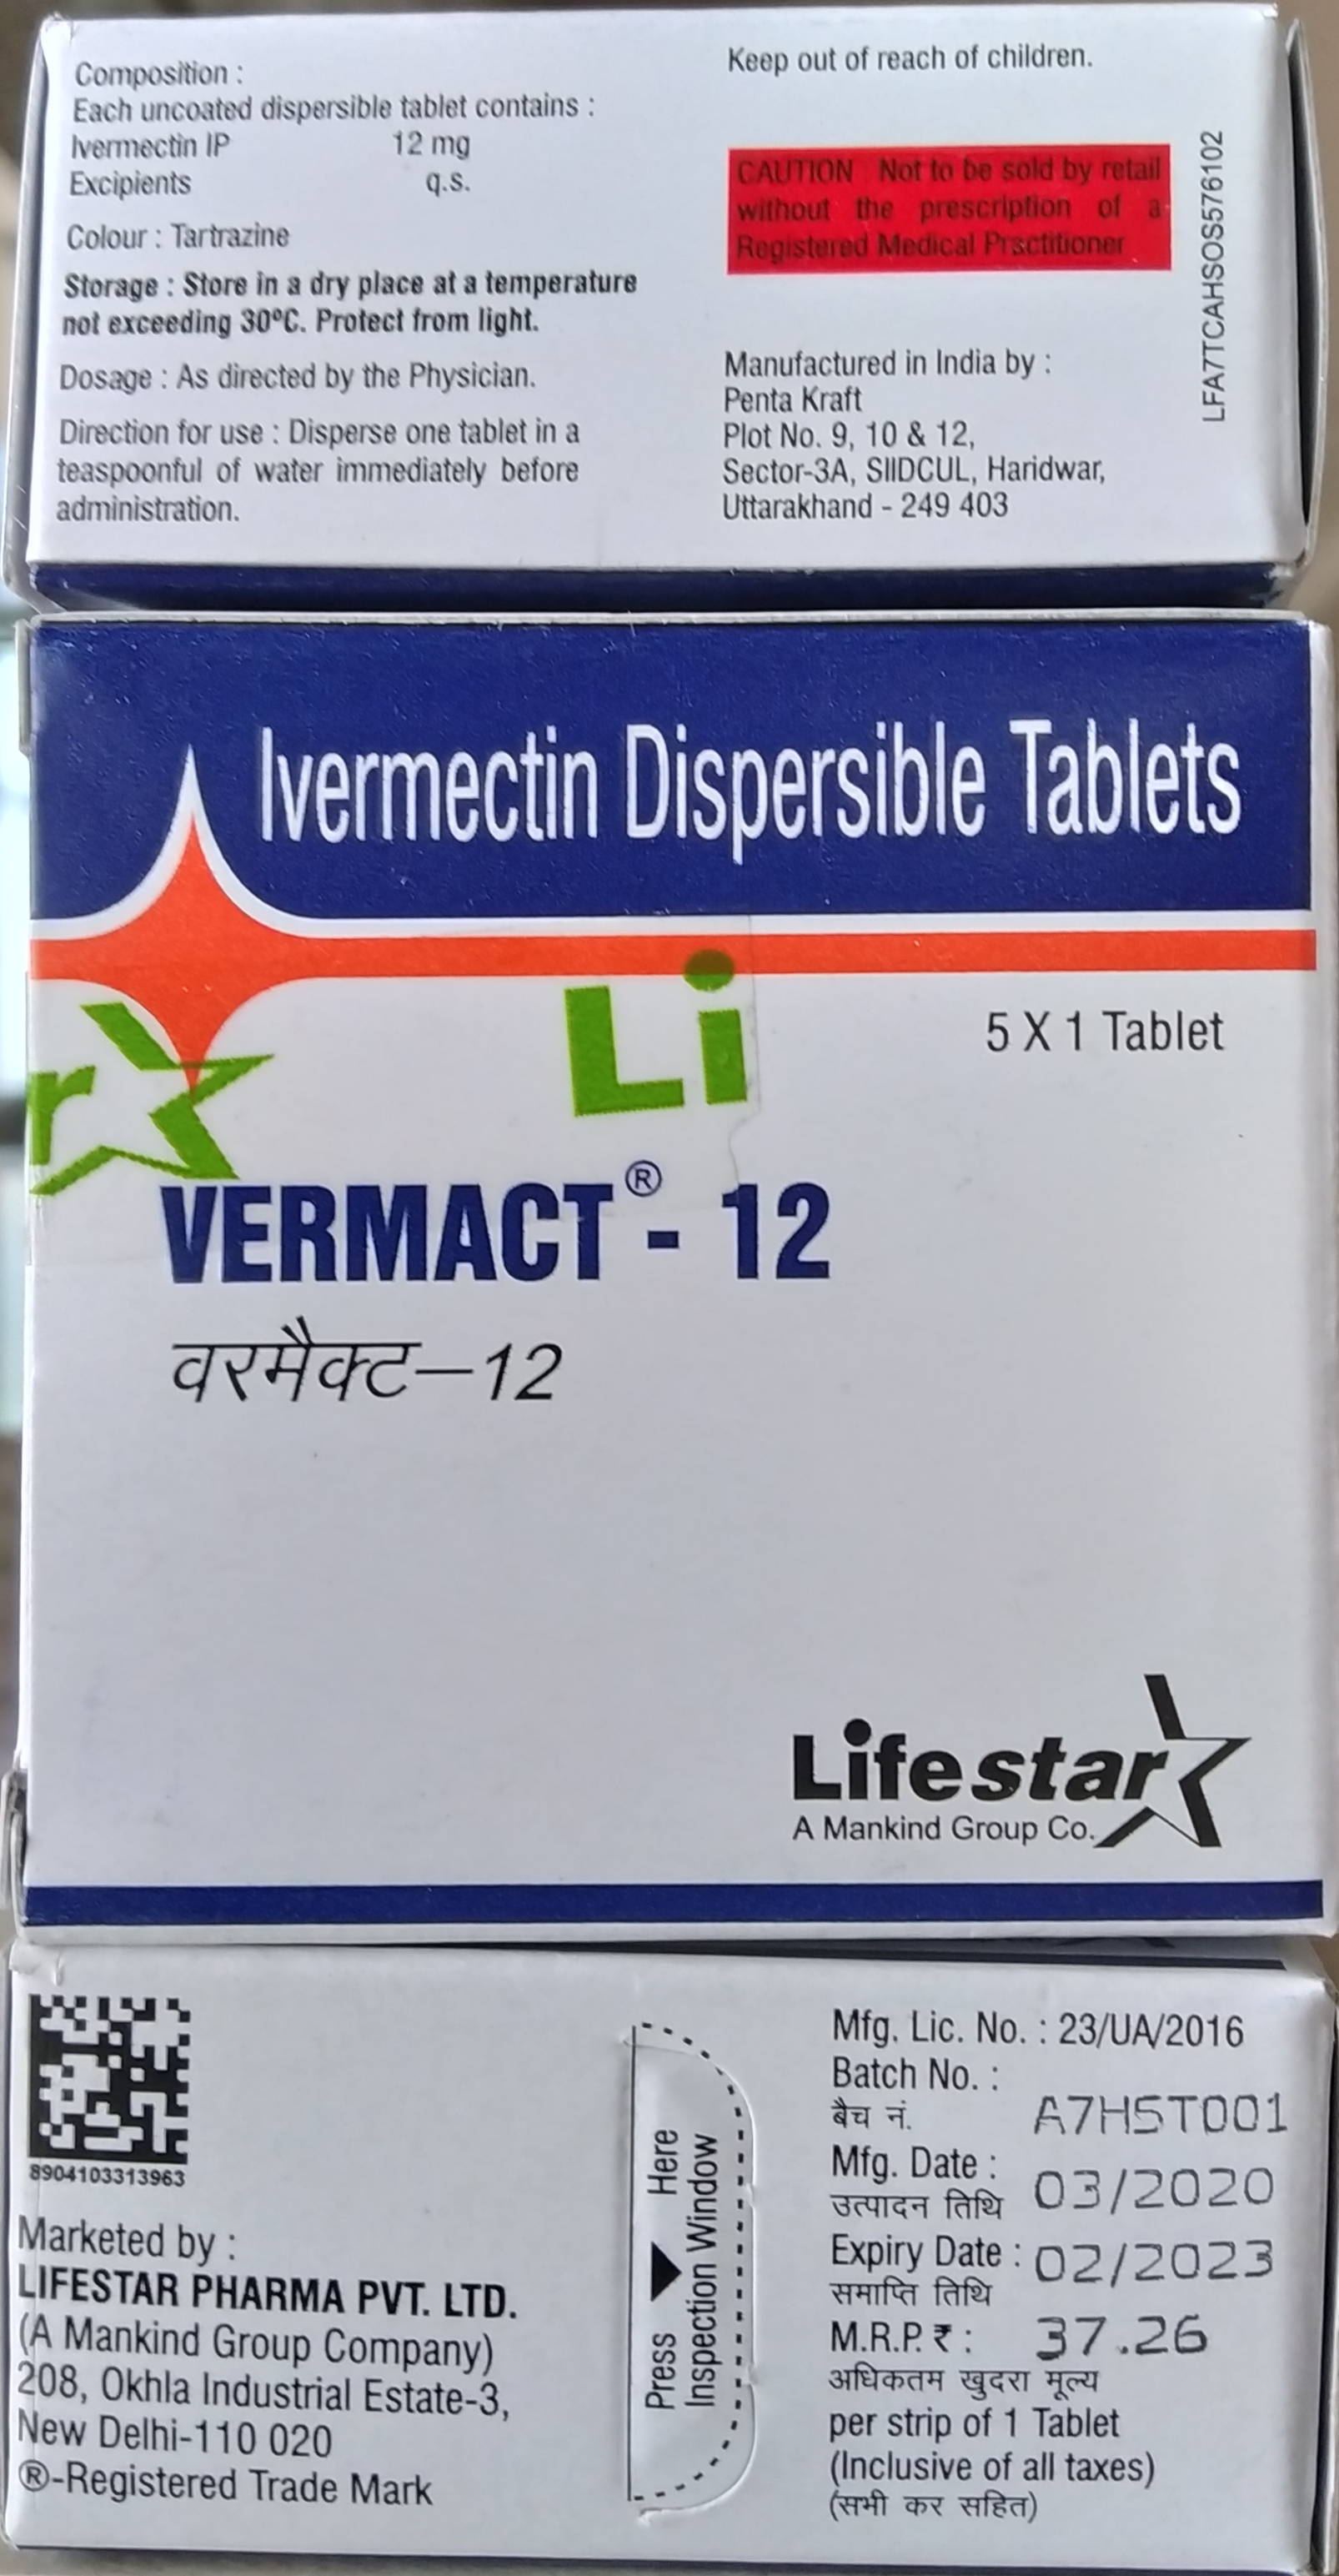 Composition :
Each uncoated dispersible tablet contains :
Ivermectin IP 12 mg
Excipients q.s.
Colour : Tartrazine
Storage : Store in a dry place at a temperature
not exceeding 30ºC. Protect from light.
Dosage : As directed by the Physician.
Direction for use : Disperse one tablet in a
teaspoonful of water immediately before
administration.
Keep out of reach of children.
CAUTION Not to be sold by retail
without the prescription of a
Registered Medical Practitioner
Manufactured in India by :
Penta Kraft
Plot No. 9, 10 & 12,
Sector-3A, SIIDCUL, Haridwar,
Uttarakhand - 249 403
LFA7TCAHSOS576102
Ivermectin Dispersible Tablets
r Li
5 X 1 Tablet
VERMACT® - 12
वरमैक्ट–12
Lifestar
A Mankind Group Co.
8904103313963
Marketed by :
LIFESTAR PHARMA PVT. LTD.
(A Mankind Group Company)
208, Okhla Industrial Estate-3,
New Delhi-110 020
®-Registered Trade Mark
Press Here
Inspection Window
Mfg. Lic. No. : 23/UA/2016
Batch No. :
बैच नं. A7HST001
Mfg. Date :
उत्पादन तिथि 03/2020
Expiry Date : 02/2023
समाप्ति तिथि
M.R.P. ₹ : 37.26
अधिकतम खुदरा मूल्य
per strip of 1 Tablet
(Inclusive of all taxes)
(सभी कर सहित)